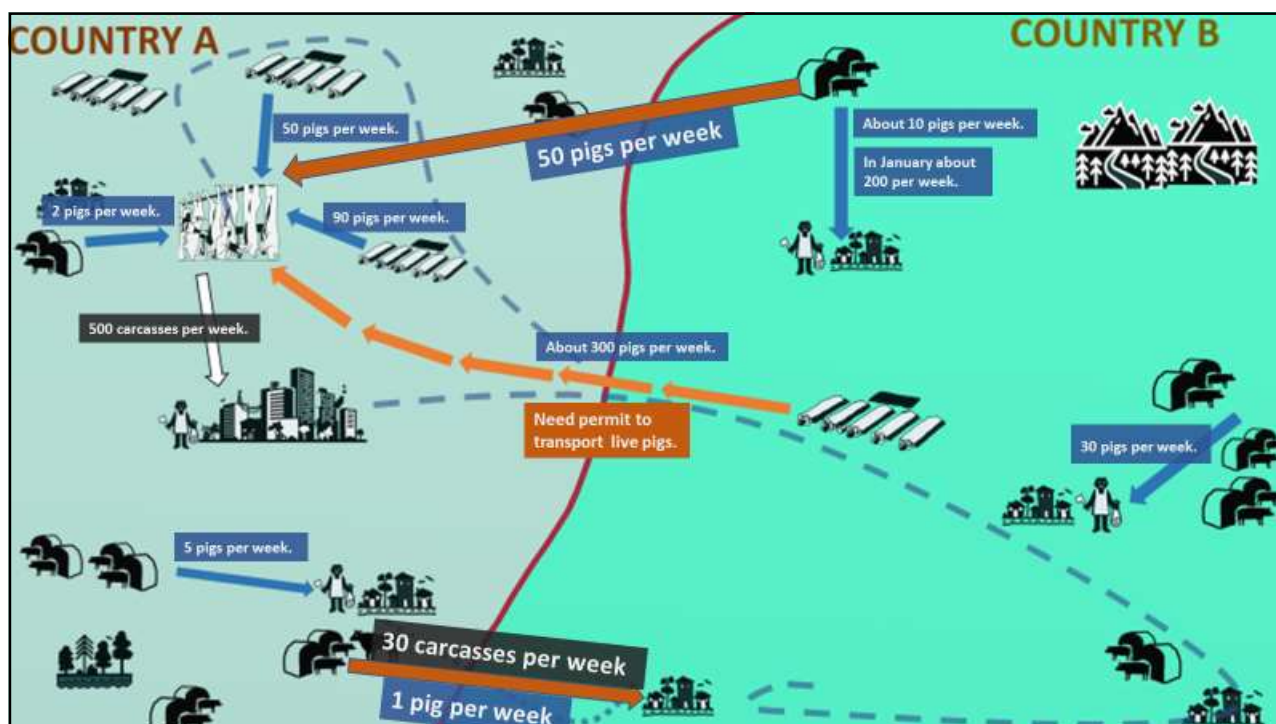 COUNTRY A
COUNTRY B
50 pigs per week.
50 pigs per week
About 10 pigs per week.
In January about
200 per week.
2 pigs per week.
90 pigs per week.
500 carcasses per week.
About 300 pigs per week.
Need permit to
transport live pigs.
30 pigs per week.
5 pigs per week.
30 carcasses per week
1 pig per week